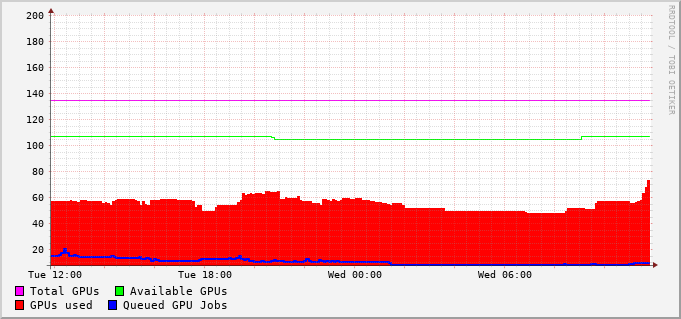 200
180
160
140
120
100
80
60
40
20
Tue 12:00 Tue 18:00 Wed 00:00 Wed 06:00
Total GPUs Available GPUs
GPUs used Queued GPU Jobs
RRDTOOL / TOBI OETIKER